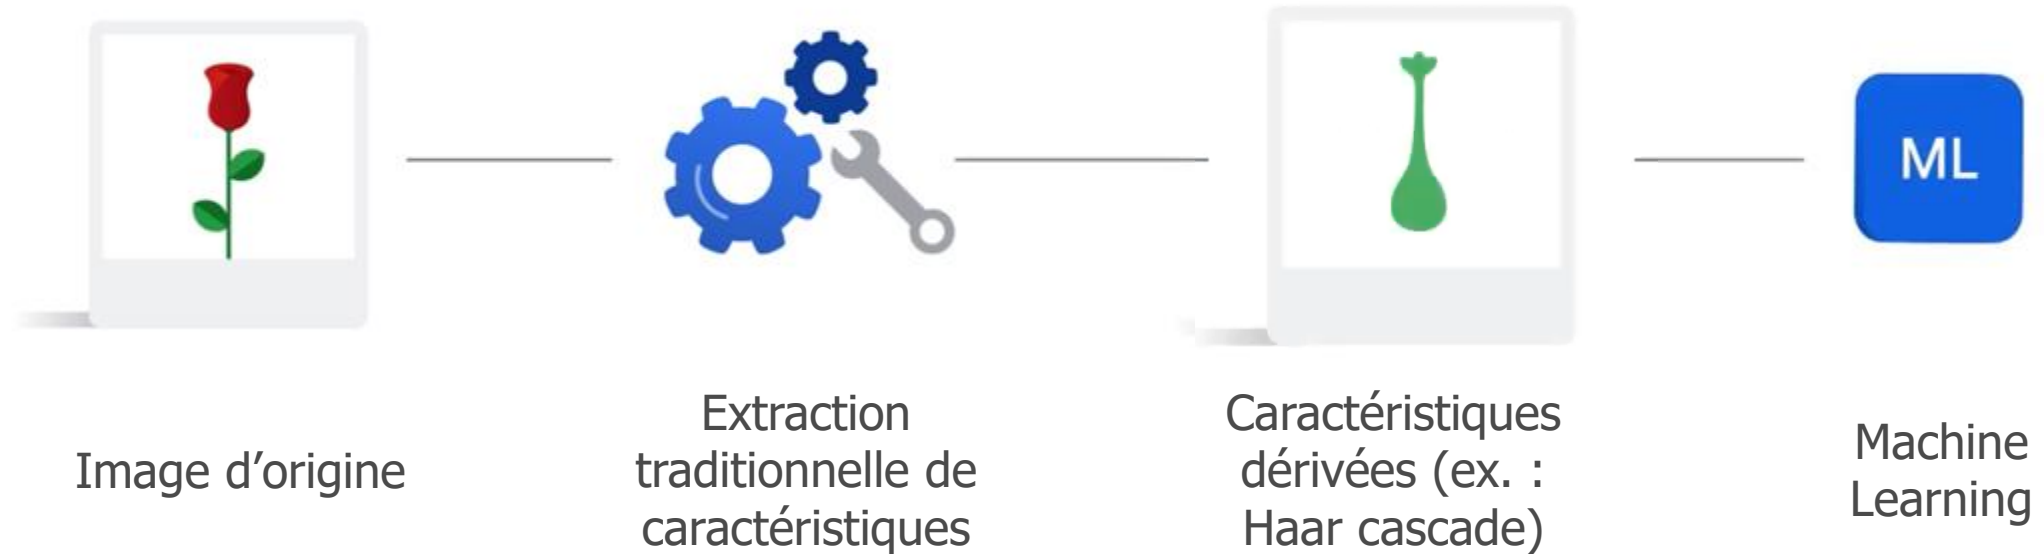 ML
Image d’origine
Extraction
traditionnelle de
caractéristiques
Caractéristiques
dérivées (ex. :
Haar cascade)
Machine
Learning